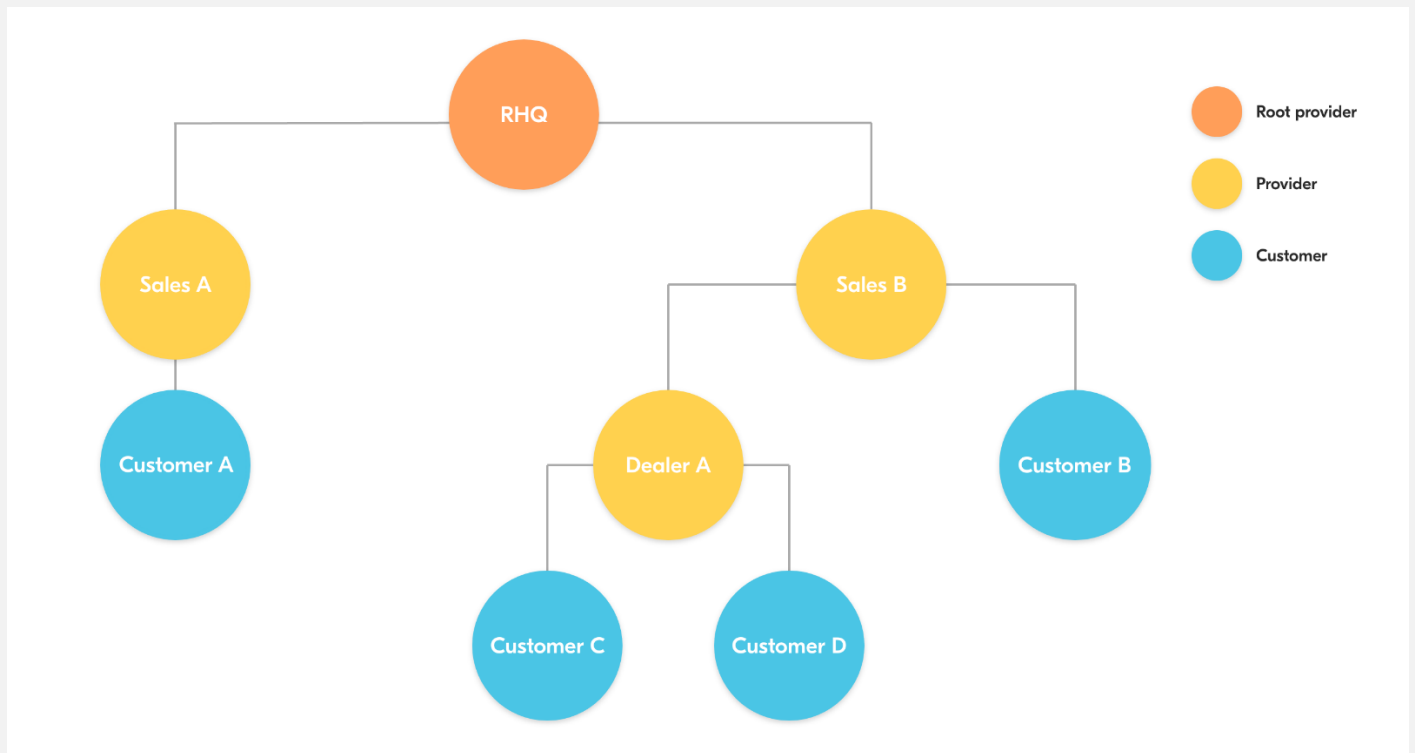 RHQ
Root provider
Provider
Customer
Sales A
Sales B
Customer A
Dealer A
Customer B
Customer C
Customer D